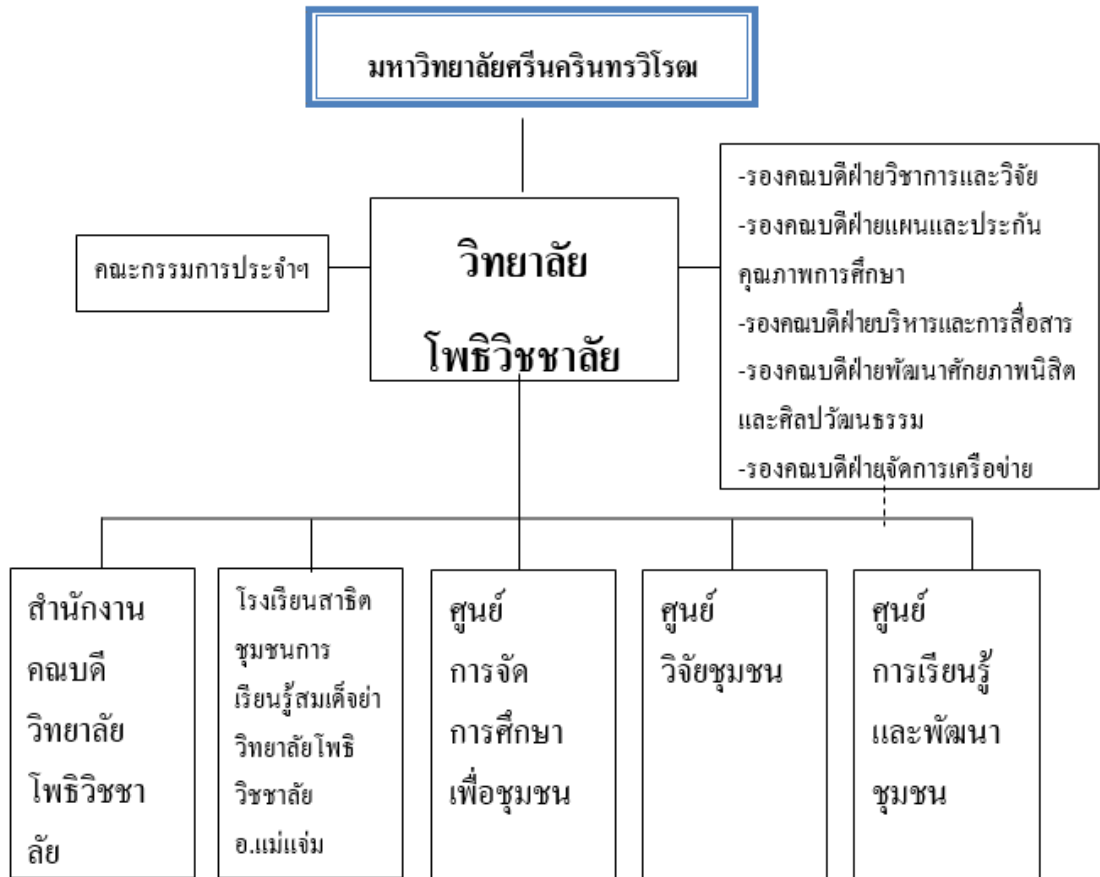 มหาวิทยาลัยศรีนครินทรวิโรฒ
คณะกรรมการประจำฯ
วิทยาลัย
โพธิวิชชาลัย
-รองคณบดีฝ่ายวิชาการและวิจัย
-รองคณบดีฝ่ายแผนและประกัน
คุณภาพการศึกษา
-รองคณบดีฝ่ายบริหารและการสื่อสาร
-รองคณบดีฝ่ายพัฒนาศักยภาพนิสิต
และศิลปวัฒนธรรม
-รองคณบดีฝ่ายจัดการเครือข่าย
สำนักงาน
คณบดี
วิทยาลัย
โพธิวิชชา
ลัย
โรงเรียนสาธิต
ชุมชนการ
เรียนรู้สมเด็จย่า
วิทยาลัยโพธิ
วิชชาลัย
อ.แม่แจ่ม
ศูนย์
การจัด
การศึกษา
เพื่อชุมชน
ศูนย์
วิจัยชุมชน
ศูนย์
การเรียนรู้
และพัฒนา
ชุมชน